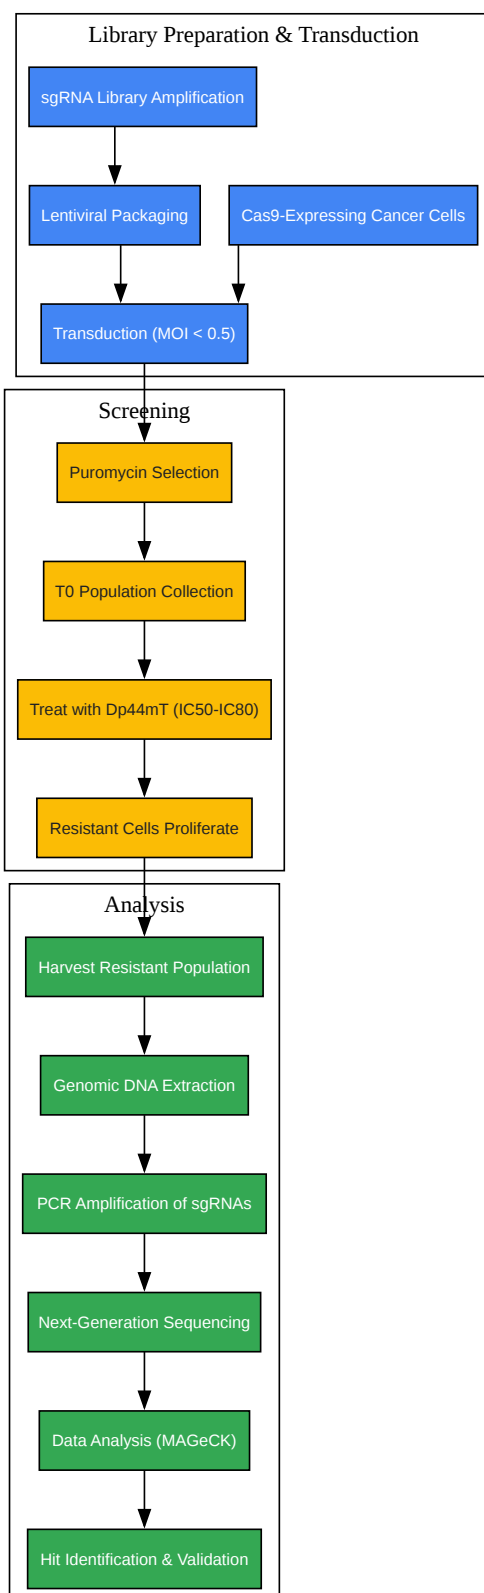 Library Preparation & Transduction
sgRNA Library Amplification
Lentiviral Packaging
Cas9-Expressing Cancer Cells
Transduction (MOI < 0.5)
Screening
Puromycin Selection
T0 Population Collection
Treat with Dp44mT (IC50-IC80)
Resistant Cells Proliferate
Analysis
Harvest Resistant Population
Genomic DNA Extraction
PCR Amplification of sgRNAs
Next-Generation Sequencing
Data Analysis (MAGeCK)
Hit Identification & Validation